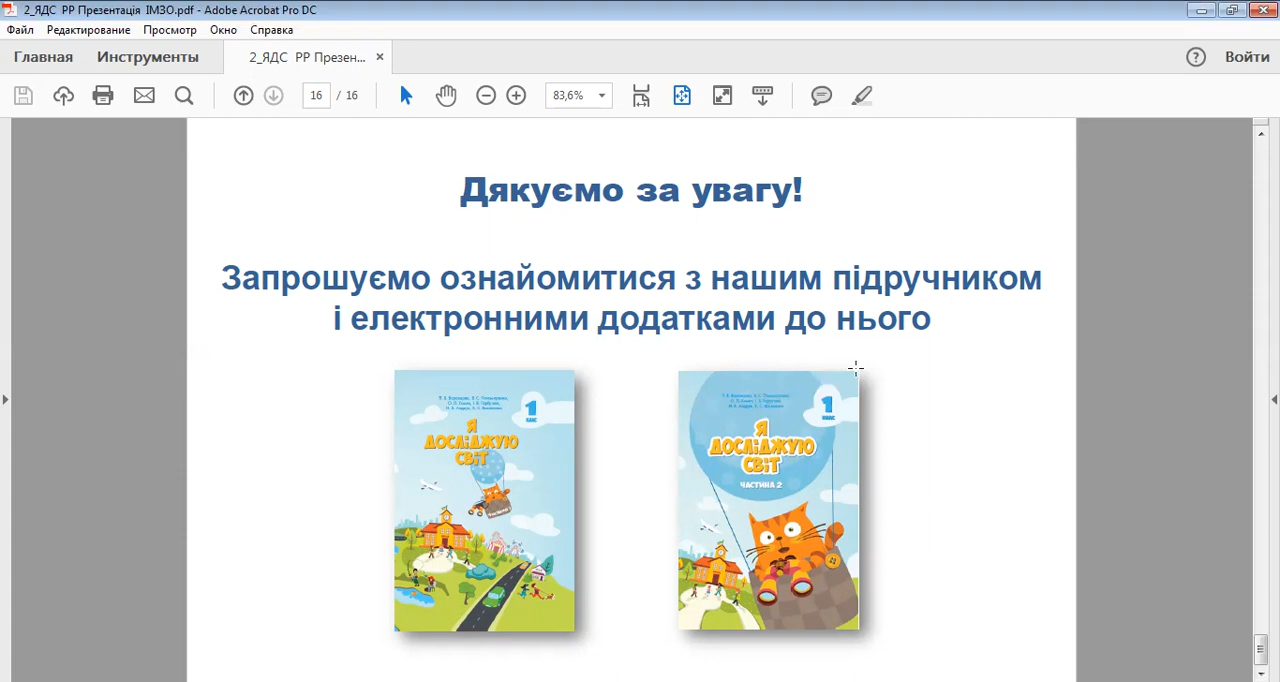 2_ЯДС РР Презентація ІМЗО.pdf - Adobe Acrobat Pro DC
Файл Редактирование Просмотр Окно Справка
Главная Инструменты 2_ЯДС РР Презен... × ? Войти
16 / 16 83,6%
Дякуємо за увагу!
Запрошуємо ознайомитися з нашим підручником
і електронними додатками до нього
1
КЛАС
Я
ДОСЛІДЖУЮ
СВІТ
1
КЛАС
Я
ДОСЛІДЖУЮ
СВІТ
ЧАСТИНА 2